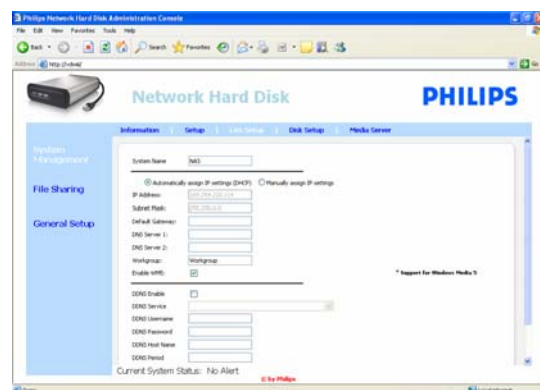 Philips Network Hard Disk Administration Console
File Edit View Favorites Tools Help
Back Search Favorites
Address
Go
Network Hard Disk
PHILIPS
Information Setup Lan Setup Disk Setup Media Server
System Management
File Sharing
General Setup
System Name NAS
Automatically assign IP settings (DHCP) Manually assign IP settings
IP Address:
Subnet Mask:
Default Gateway:
DNS Server 1:
DNS Server 2:
Workgroup: Workgroup
Enable WMS:
* Support for Windows Media 5
DDNS Enable
DDNS Service
DDNS Username
DDNS Password
DDNS Host Name
DDNS Period
Current System Status: No Alert
© by Philips